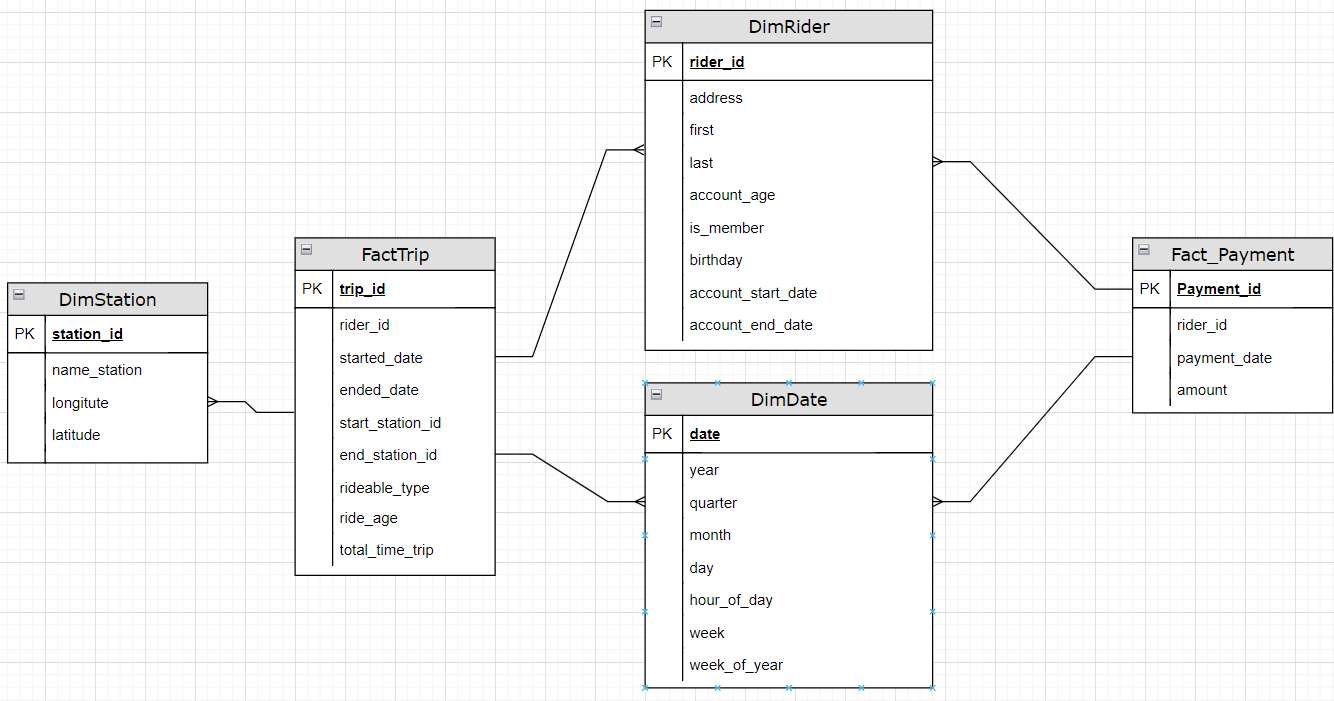 DimStation
PK station_id
name_station
longitute
latitude
FactTrip
PK trip_id
rider_id
started_date
ended_date
start_station_id
end_station_id
rideable_type
ride_age
total_time_trip
DimRider
PK rider_id
address
first
last
account_age
is_member
birthday
account_start_date
account_end_date
DimDate
PK date
year
quarter
month
day
hour_of_day
week
week_of_year
Fact_Payment
PK Payment_id
rider_id
payment_date
amount